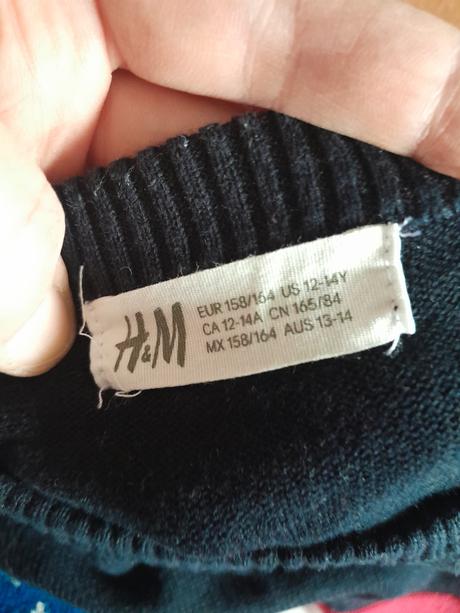 H&M
EUR 158/164 US 12-14Y
CA 12-14A CN 165/84
MX 158/164 AUS 13-14